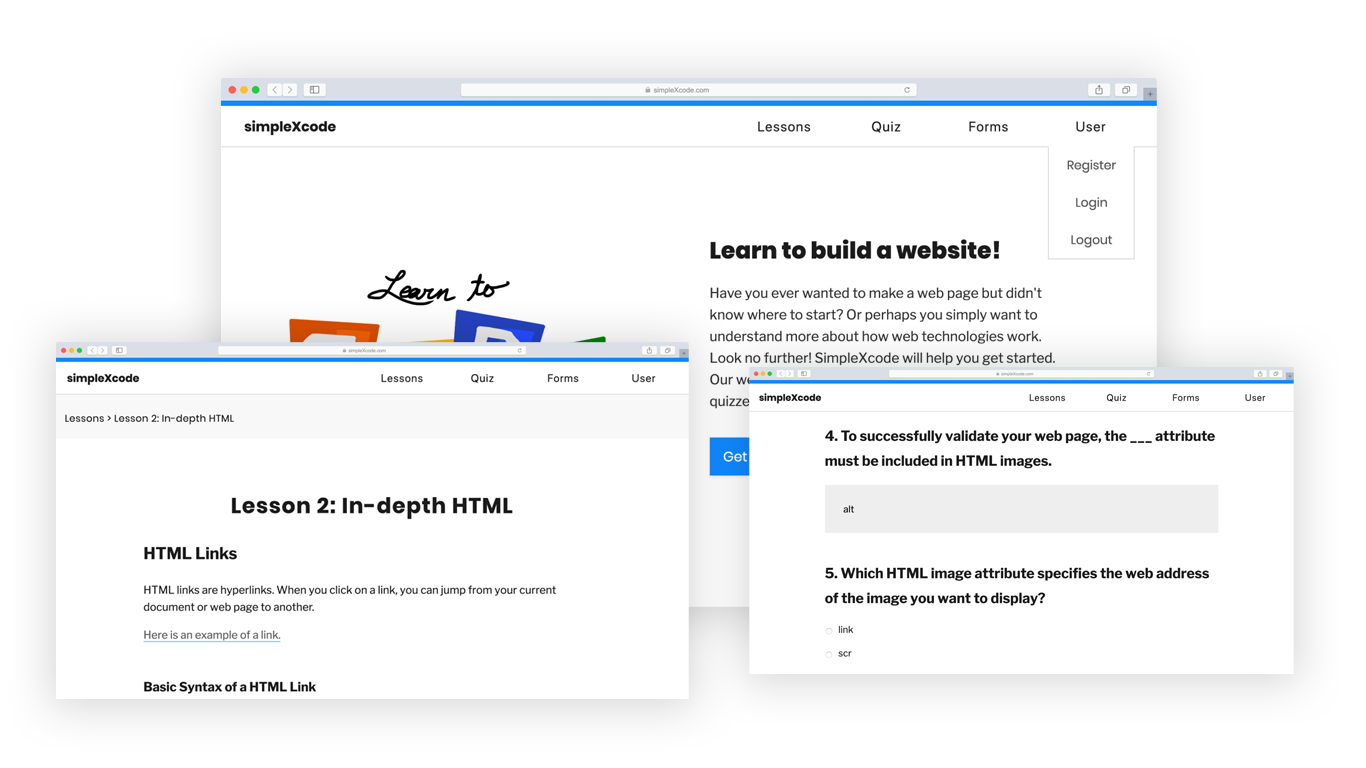 simpleXcode.com
simpleXcode
Lessons
Quiz
Forms
User
Register
Login
Logout
Learn to
Learn to build a website!
Have you ever wanted to make a web page but didn't
know where to start? Or perhaps you simply want to
understand more about how web technologies work.
Look no further! SimpleXcode will help you get started.
Our we
quizze
Get
simpleXcode.com
simpleXcode
Lessons
Quiz
Forms
User
Lessons > Lesson 2: In-depth HTML
Lesson 2: In-depth HTML
HTML Links
HTML links are hyperlinks. When you click on a link, you can jump from your current
document or web page to another.
Here is an example of a link.
Basic Syntax of a HTML Link
simpleXcode.com
simpleXcode
Lessons
Quiz
Forms
User
4. To successfully validate your web page, the ___ attribute
must be included in HTML images.
alt
5. Which HTML image attribute specifies the web address
of the image you want to display?
link
scr